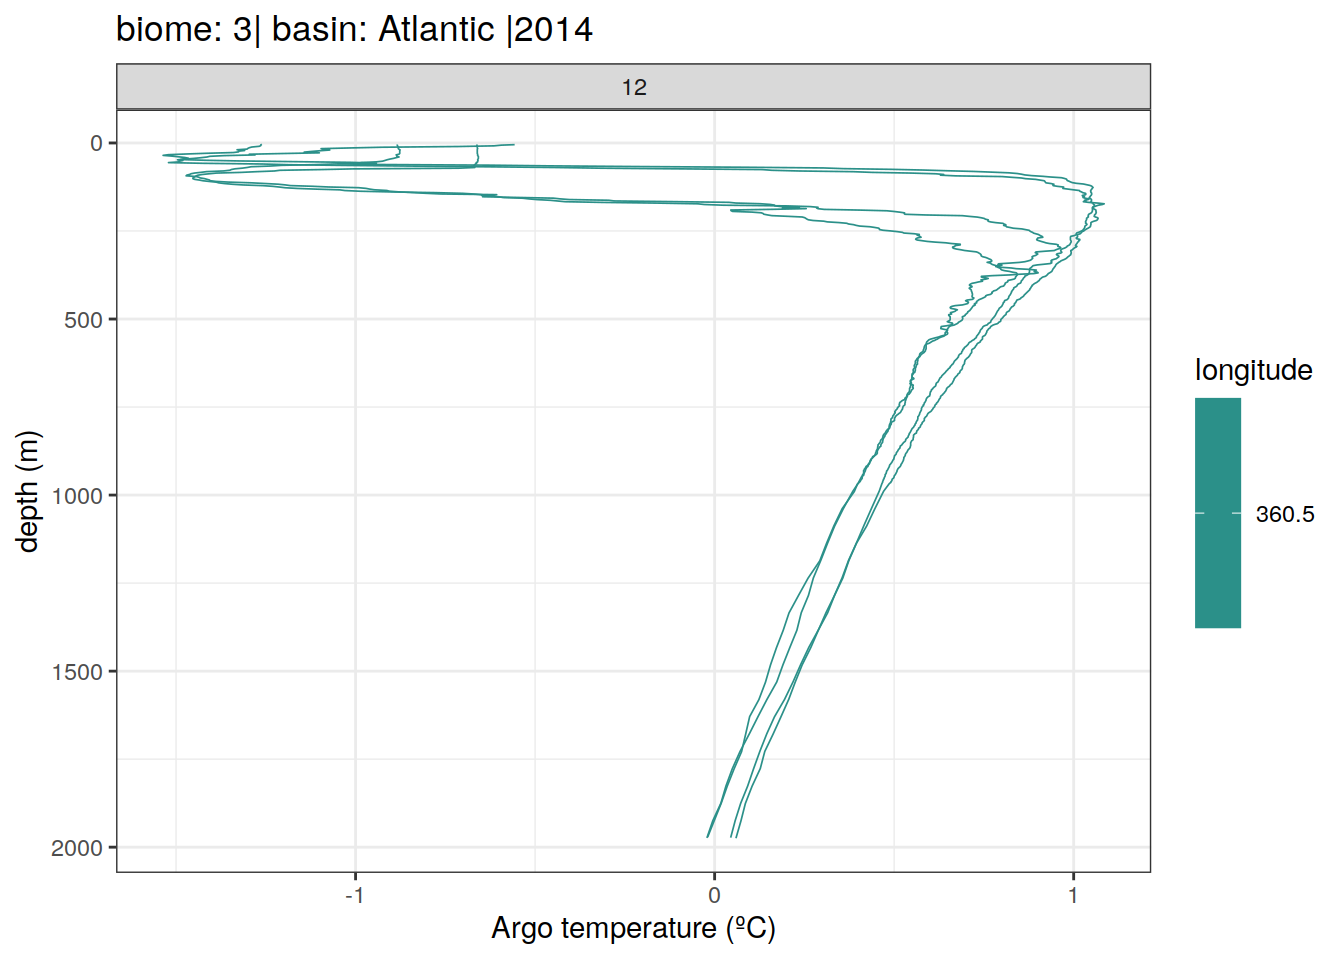 biome: 3| basin: Atlantic |2014
12
0
500
1000
1500
2000
depth (m)
-1
0
1
Argo temperature (ºC)
longitude
360.5